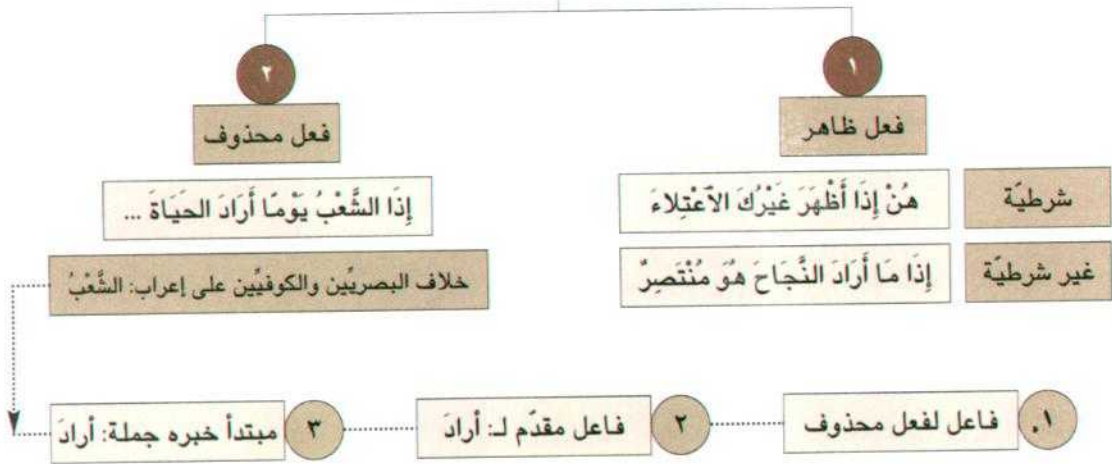 ١
فعل ظاهر
شرطيّة
هُنْ إِذَا أَظْهَرَ غَيْرُكَ الاَعْتِلاءَ
غير شرطيّة
إِذَا مَا أَرَادَ النَّجَاحَ هُوَ مُنْتَصِرٌ
٢
فعل محذوف
إِذَا الشَّعْبُ يَوْمًا أَرَادَ الحَيَاةَ ...
خلاف البصريِّين والكوفيِّين على إعراب: الشَّعْبُ
١.
فاعل لفعل محذوف
٢
فاعل مقدّم لـ: أرادَ
٣
مبتدأ خبره جملة: أرادَ